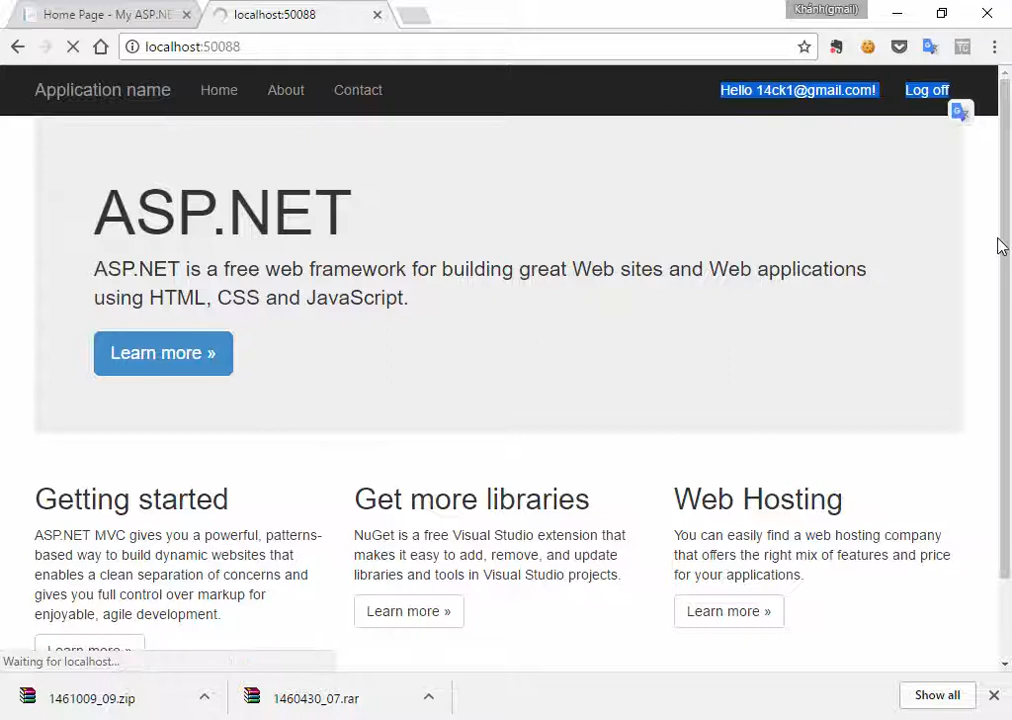 Home Page - My ASP.NE
localhost:50088
Khánh(gmail)
localhost:50088
Application name
Home
About
Contact
Hello 14ck1@gmail.com!
Log off
ASP.NET
ASP.NET is a free web framework for building great Web sites and Web applications
using HTML, CSS and JavaScript.
Learn more »
Getting started
ASP.NET MVC gives you a powerful, patterns-
based way to build dynamic websites that
enables a clean separation of concerns and
gives you full control over markup for
enjoyable, agile development.
Learn more »
Get more libraries
NuGet is a free Visual Studio extension that
makes it easy to add, remove, and update
libraries and tools in Visual Studio projects.
Learn more »
Web Hosting
You can easily find a web hosting company
that offers the right mix of features and price
for your applications.
Learn more »
Waiting for localhost...
1461009_09.zip
1460430_07.rar
Show all